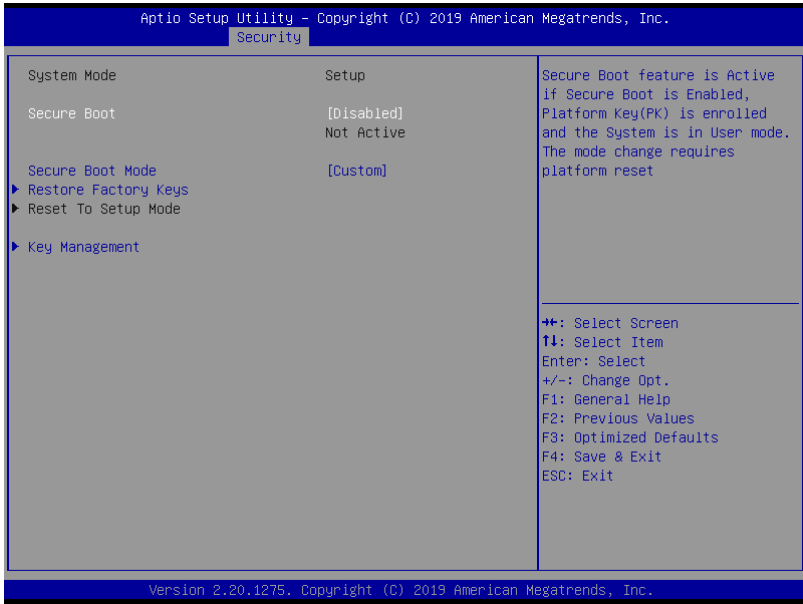 Aptio Setup Utility – Copyright (C) 2019 American Megatrends, Inc.
Security
System Mode Setup
Secure Boot [Disabled]
Not Active
Secure Boot Mode [Custom]
Restore Factory Keys
Reset To Setup Mode
Key Management
Secure Boot feature is Active
if Secure Boot is Enabled,
Platform Key(PK) is enrolled
and the System is in User mode.
The mode change requires
platform reset
→←: Select Screen
↑↓: Select Item
Enter: Select
+/-: Change Opt.
F1: General Help
F2: Previous Values
F3: Optimized Defaults
F4: Save & Exit
ESC: Exit
Version 2.20.1275. Copyright (C) 2019 American Megatrends, Inc.